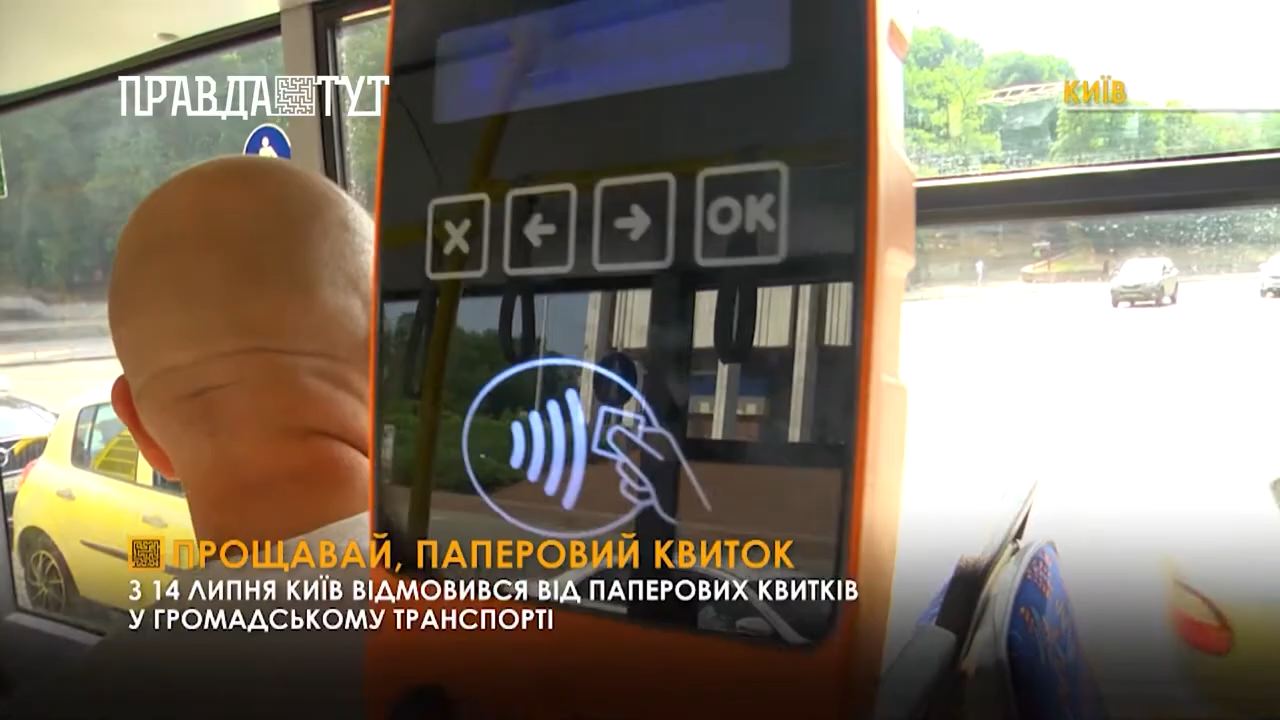 ПРАВДА ТУТ
КИЇВ
X ← → OK
ПРОЩАВАЙ, ПАПЕРОВИЙ КВИТОК
З 14 ЛИПНЯ КИЇВ ВІДМОВИВСЯ ВІД ПАПЕРОВИХ КВИТКІВ
У ГРОМАДСЬКОМУ ТРАНСПОРТІ